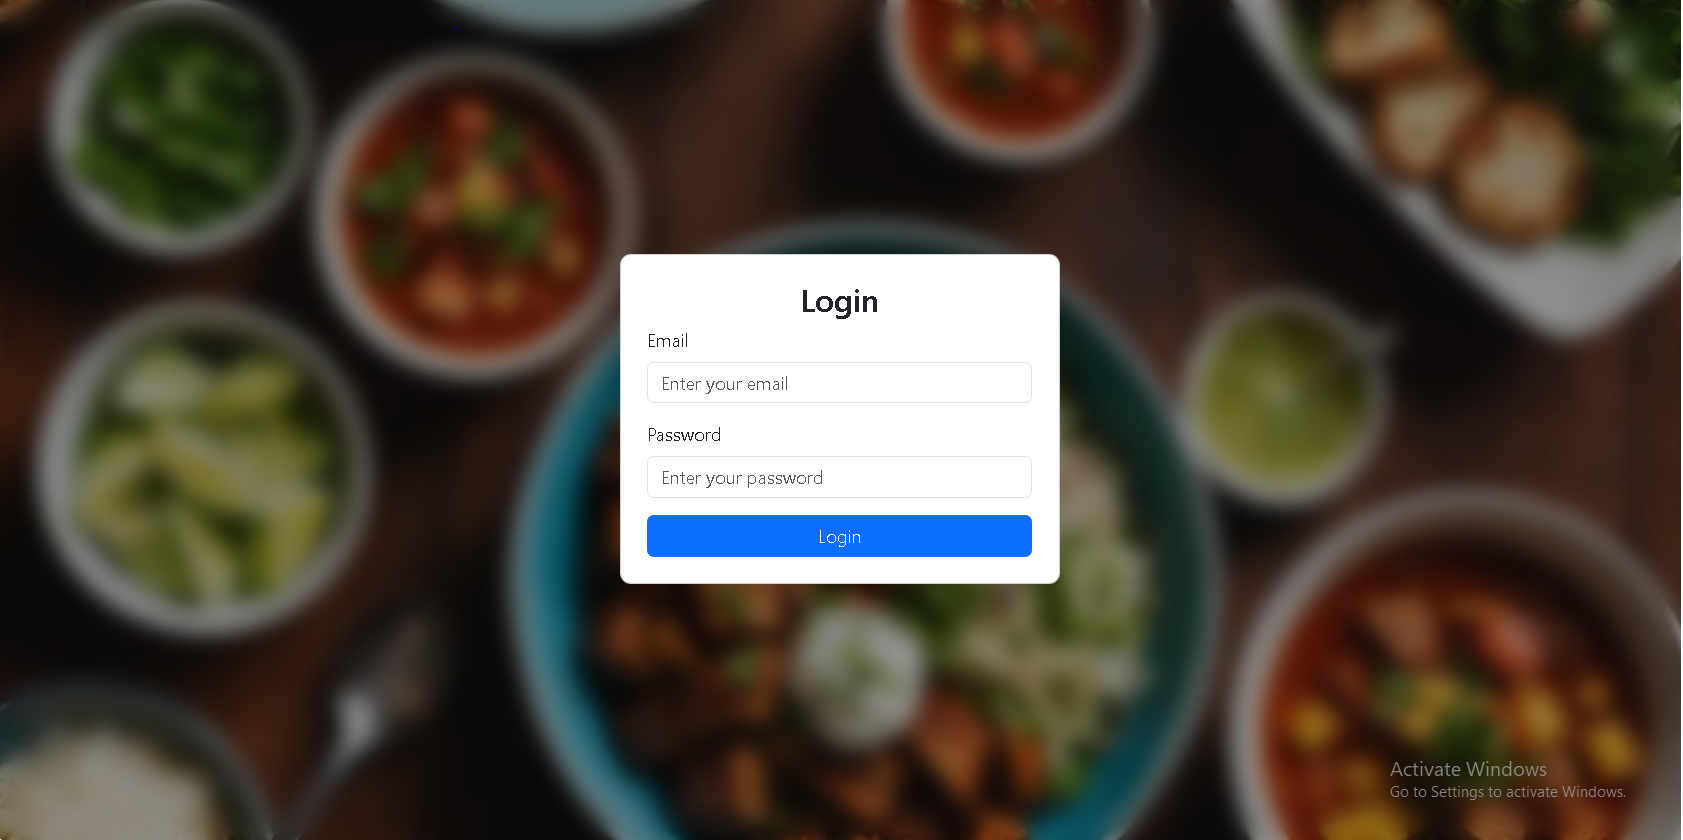 Login
Email
Enter your email
Password
Enter your password
Login
Activate Windows
Go to Settings to activate Windows.